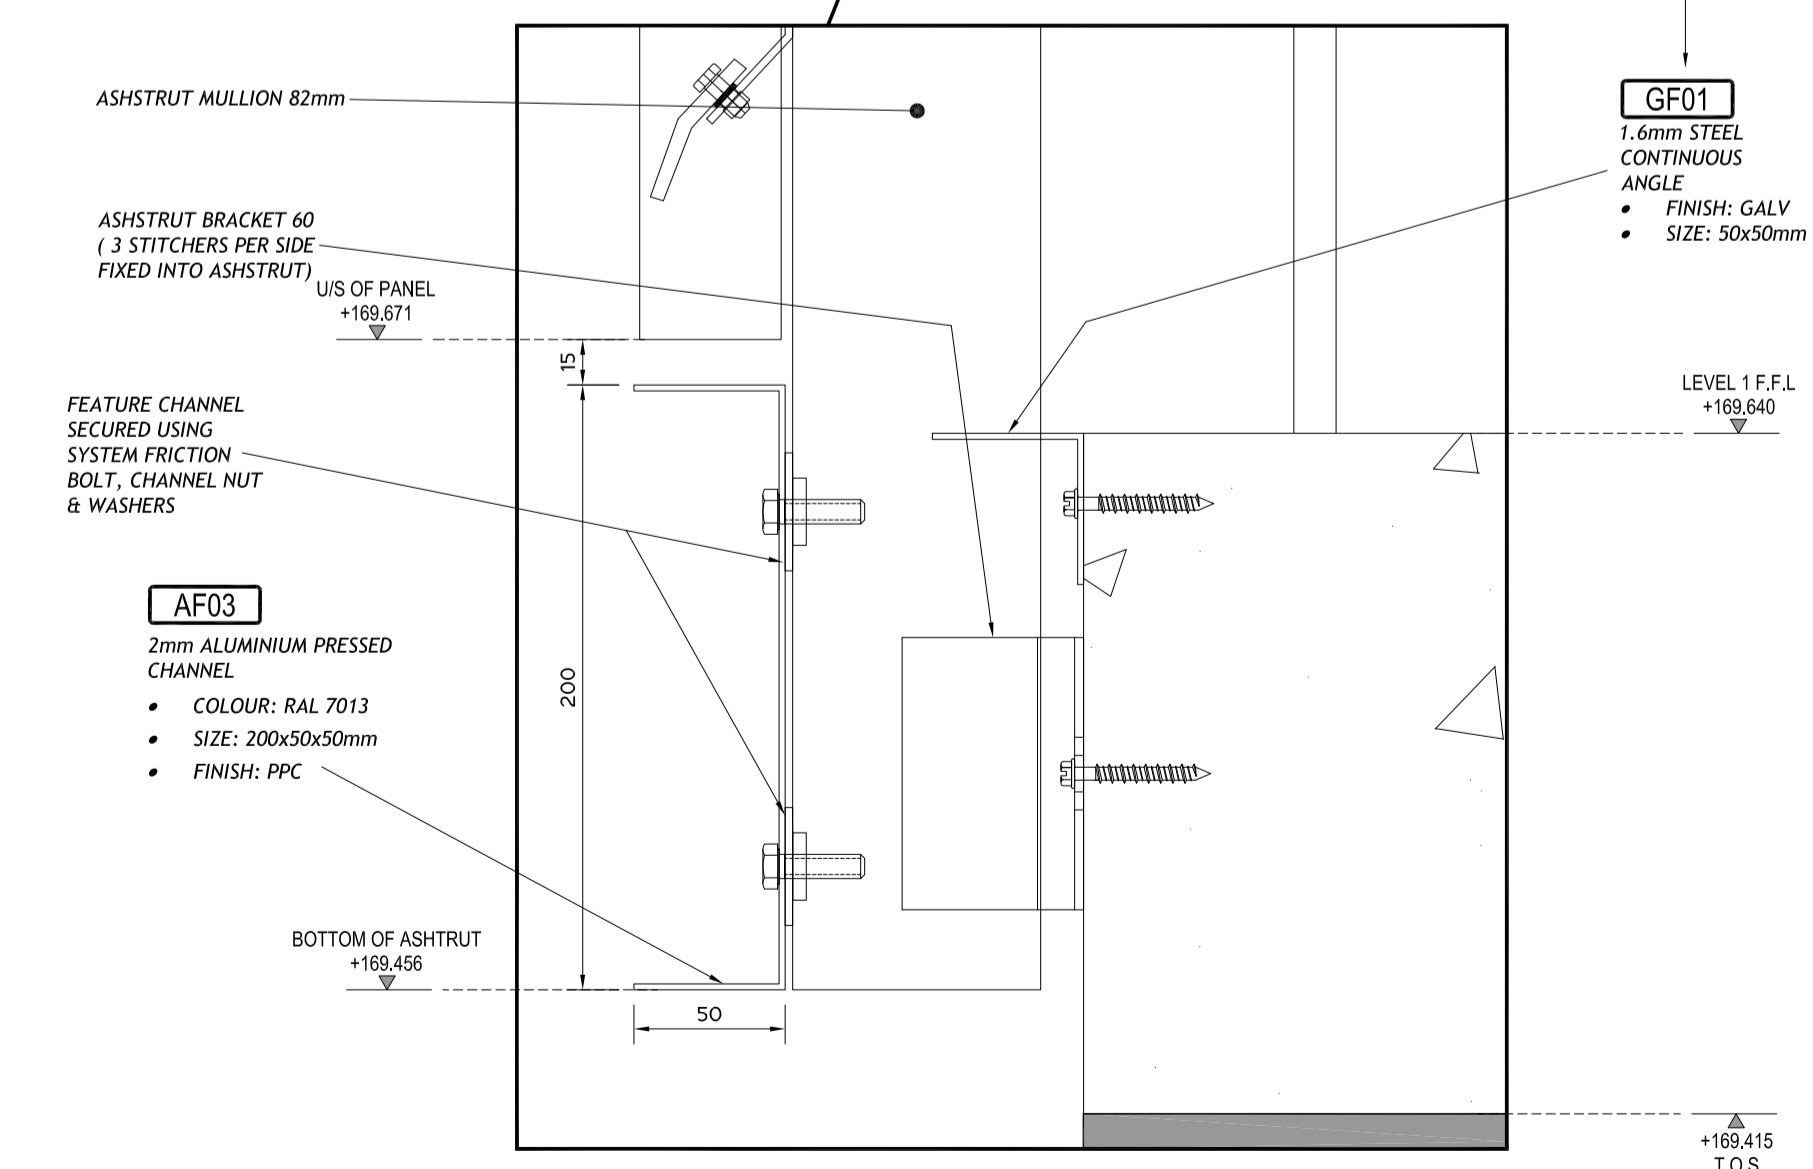 ASHSTRUT MULLION 82mm
ASHSTRUT BRACKET 60
( 3 STITCHERS PER SIDE
FIXED INTO ASHSTRUT)
U/S OF PANEL
+169.671
15
FEATURE CHANNEL
SECURED USING
SYSTEM FRICTION
BOLT, CHANNEL NUT
& WASHERS
AF03
2mm ALUMINIUM PRESSED
CHANNEL
• COLOUR: RAL 7013
• SIZE: 200x50x50mm
• FINISH: PPC
200
BOTTOM OF ASHTRUT
+169.456
50
GF01
1.6mm STEEL
CONTINUOUS
ANGLE
• FINISH: GALV
• SIZE: 50x50mm
LEVEL 1 F.F.L
+169.640
+169.415
T.O.S